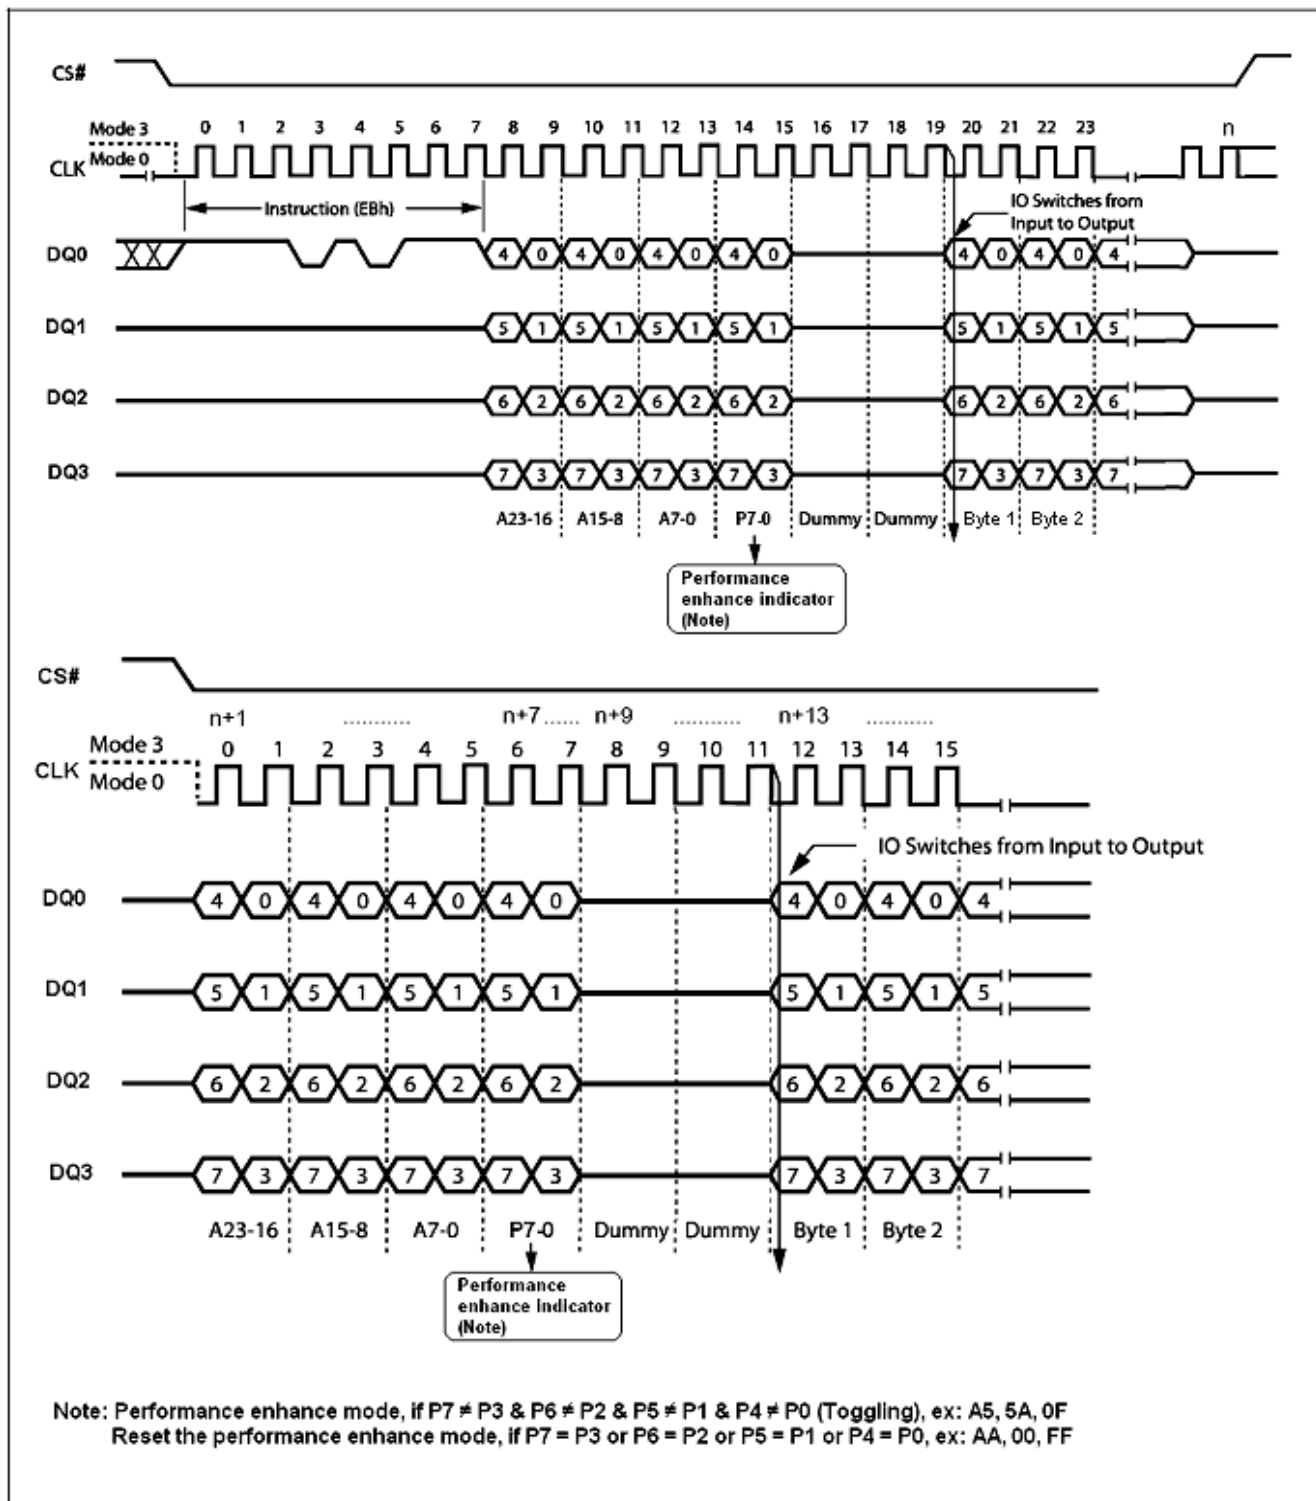 CS#
Mode 3
0 1 2 3 4 5 6 7 8 9 10 11 12 13 14 15 16 17 18 19 20 21 22 23 n
CLK Mode 0
Instruction (EBh)
IO Switches from
Input to Output
DQ0 4 0 4 0 4 0 4 0 4 0 4 0 4
DQ1 5 1 5 1 5 1 5 1 5 1 5 1 5
DQ2 6 2 6 2 6 2 6 2 6 2 6 2 6
DQ3 7 3 7 3 7 3 7 3 7 3 7 3 7
A23-16 A15-8 A7-0 P7-0 Dummy Dummy Byte 1 Byte 2
Performance
enhance indicator
(Note)
CS#
n+1 ........... n+7 ...... n+9 ........... n+13 ...........
Mode 3 0 1 2 3 4 5 6 7 8 9 10 11 12 13 14 15
CLK Mode 0
IO Switches from Input to Output
DQ0 4 0 4 0 4 0 4 0 4 0 4 0 4
DQ1 5 1 5 1 5 1 5 1 5 1 5 1 5
DQ2 6 2 6 2 6 2 6 2 6 2 6 2 6
DQ3 7 3 7 3 7 3 7 3 7 3 7 3 7
A23-16 A15-8 A7-0 P7-0 Dummy Dummy Byte 1 Byte 2
Performance
enhance indicator
(Note)
Note: Performance enhance mode, if P7 ≠ P3 & P6 ≠ P2 & P5 ≠ P1 & P4 ≠ P0 (Toggling), ex: A5, 5A, 0F
Reset the performance enhance mode, if P7 = P3 or P6 = P2 or P5 = P1 or P4 = P0, ex: AA, 00, FF